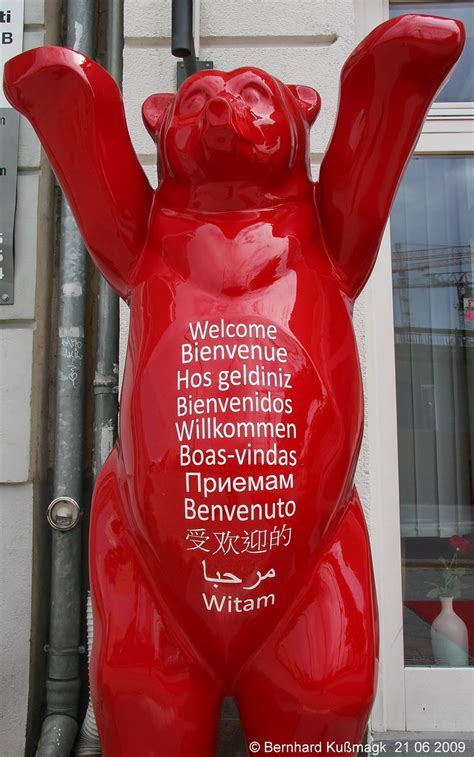 Welcome
Bienvenue
Hos geldiniz
Bienvenidos
Willkommen
Boas-vindas
Приемам
Benvenuto
受欢迎的
مرحبا
Witam
© Bernhard Kußmagk 21 06 2009